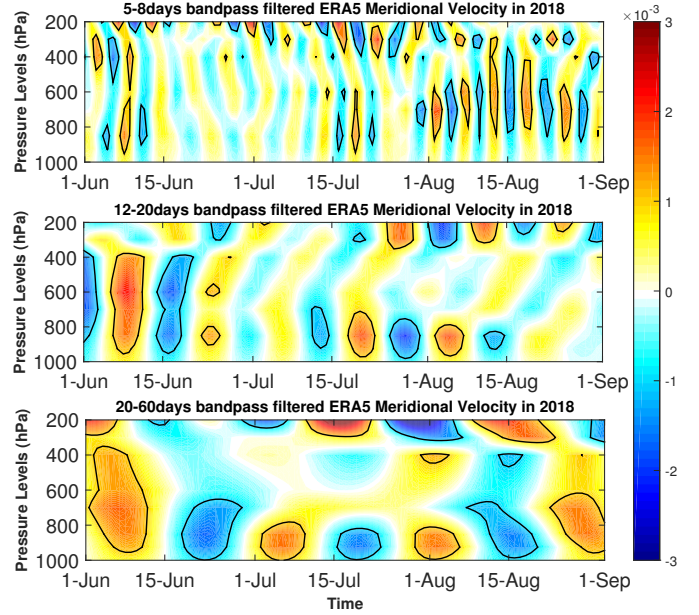 5-8days bandpass filtered ERA5 Meridional Velocity in 2018
×10⁻³
Pressure Levels (hPa)
200
400
600
800
1000
1-Jun 15-Jun 1-Jul 15-Jul 1-Aug 15-Aug 1-Sep
12-20days bandpass filtered ERA5 Meridional Velocity in 2018
Pressure Levels (hPa)
200
400
600
800
1000
1-Jun 15-Jun 1-Jul 15-Jul 1-Aug 15-Aug 1-Sep
20-60days bandpass filtered ERA5 Meridional Velocity in 2018
Pressure Levels (hPa)
200
400
600
800
1000
1-Jun 15-Jun 1-Jul 15-Jul 1-Aug 15-Aug 1-Sep
Time
3
2
1
0
-1
-2
-3